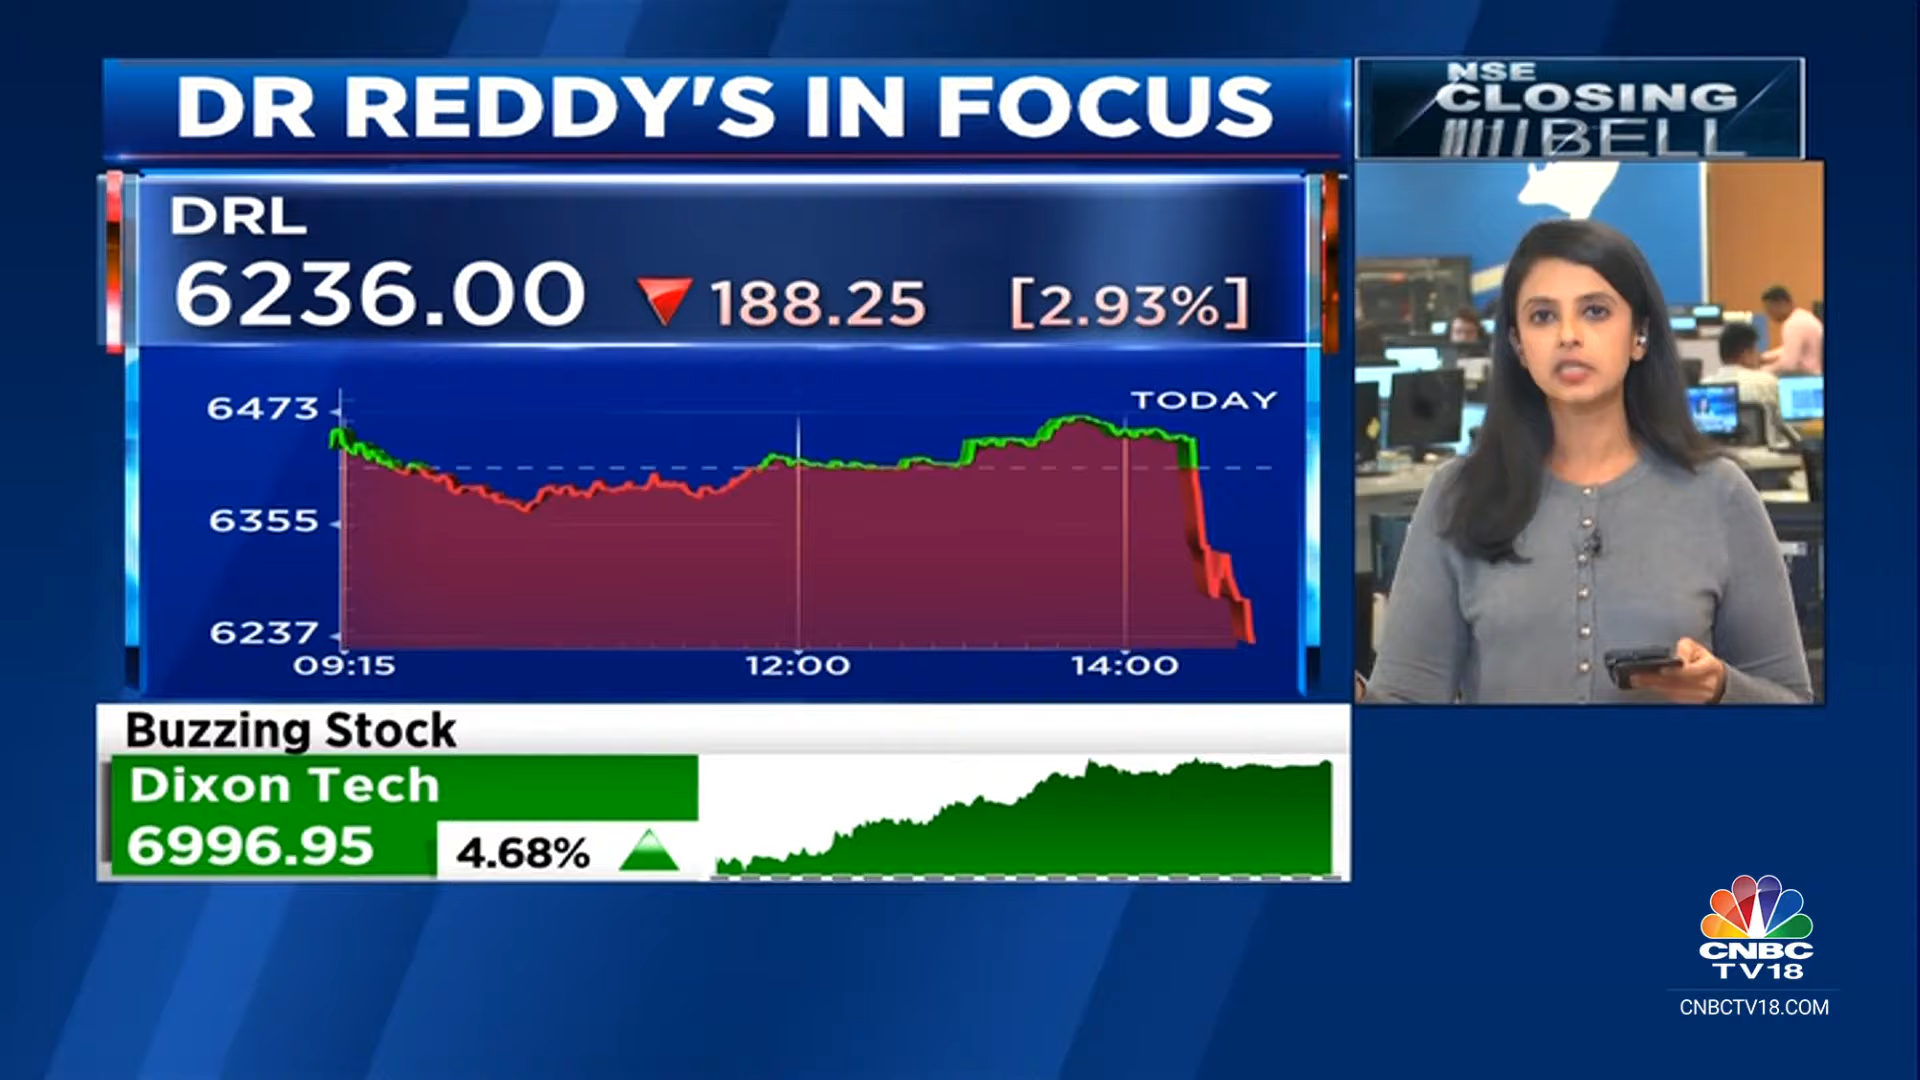 DR REDDY'S IN FOCUS
NSE
CLOSING
BELL
DRL
6236.00 ▼ 188.25 [2.93%]
TODAY
6473
6355
6237
09:15 12:00 14:00
Buzzing Stock
Dixon Tech
6996.95 4.68% ▲
CNBC
TV18
CNBCTV18.COM